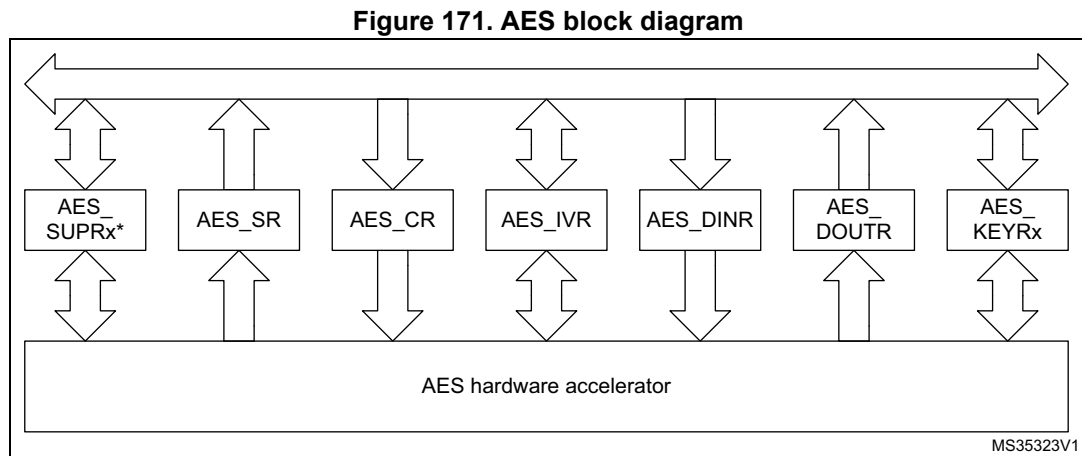 Figure 171. AES block diagram
AES_
SUPRx*
AES_SR
AES_CR
AES_IVR
AES_DINR
AES_
DOUTR
AES_
KEYRx
AES hardware accelerator
MS35323V1